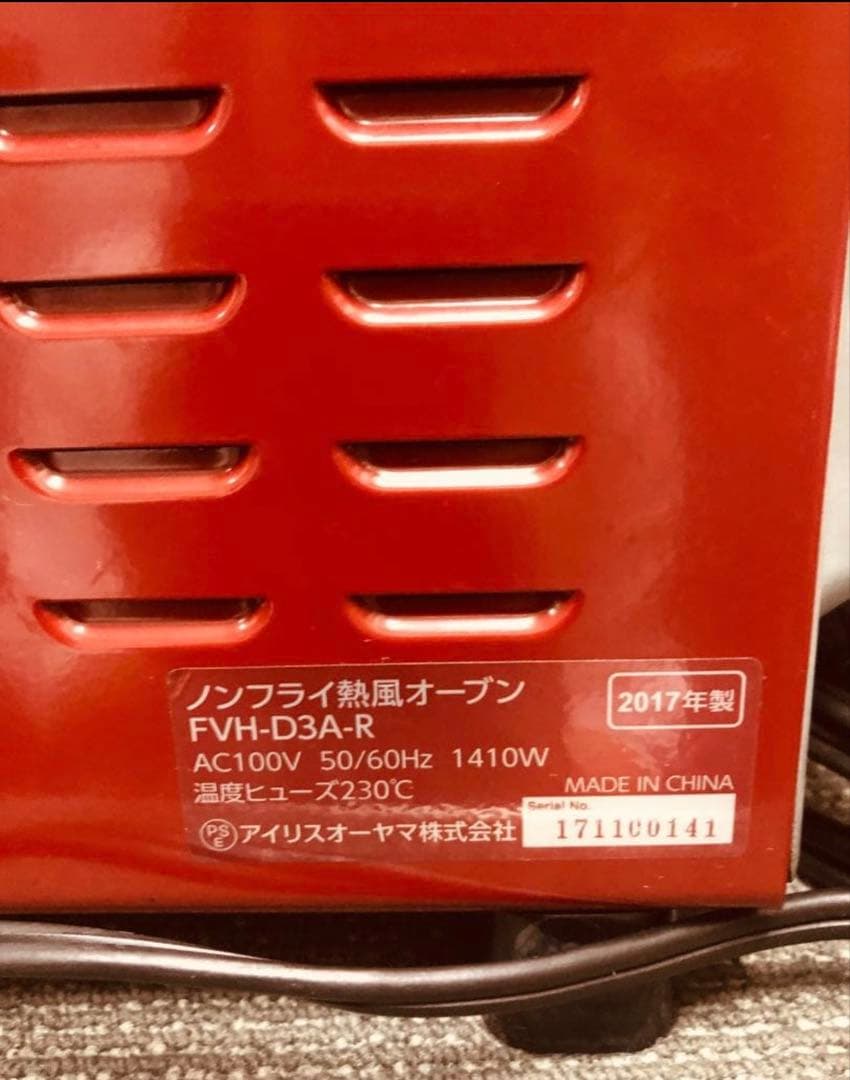 ノンフライ熱風オーブン
2017年製
FVH-D3A-R
AC100V 50/60Hz 1410W
温度ヒューズ230℃
MADE IN CHINA
Serial No.
PSE アイリスオーヤマ株式会社
1711C0141